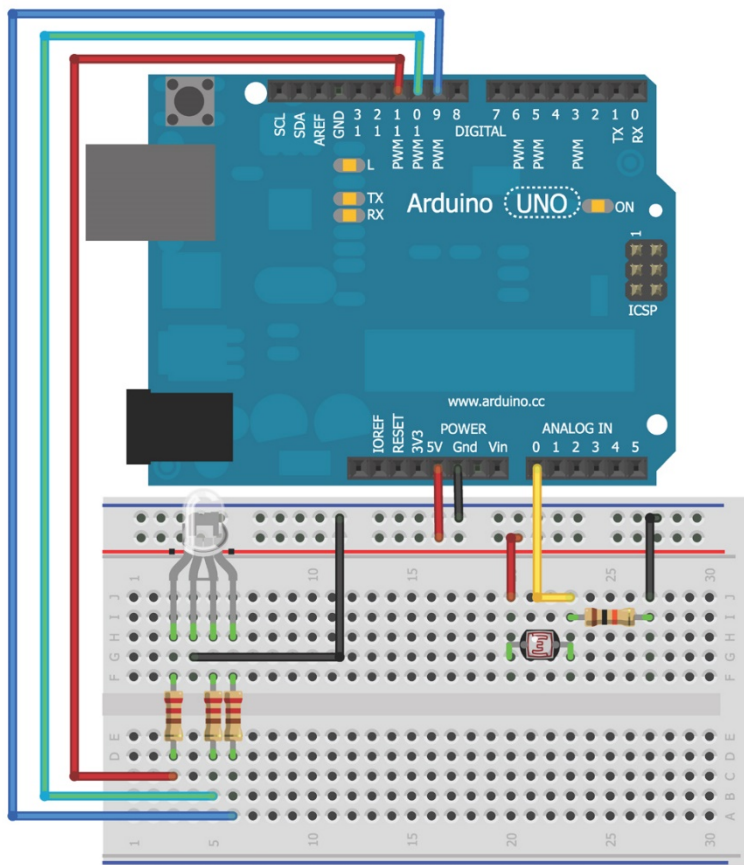 SCL
SDA
AREF
GND
13
12
11
10
9
8
7
6
5
4
3
2
1
0
PWM
PWM
PWM
DIGITAL
PWM
PWM
PWM
TX
RX
L
TX
RX
Arduino UNO
ON
1
ICSP
www.arduino.cc
POWER
ANALOG IN
IOREF
RESET
3V3
5V
Gnd
Vin
0
1
2
3
4
5
1
10
15
20
25
30
J
J
I
I
H
H
G
G
F
F
E
E
D
D
C
C
B
B
A
A
1
5
10
15
20
25
30